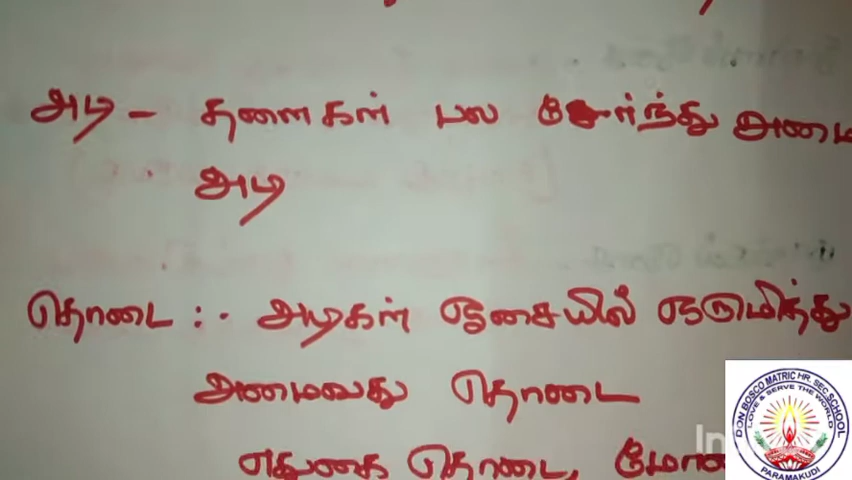 அடி - தளைகள் பல சேர்ந்து அமை
அடி
தொடை :- அடிகள் ஓசையில் ஒருமித்து
அமைவது தொடை
எதுகை தொடை, மோனை
DON BOSCO MATRIC HR. SEC SCHOOL
LOVE & SERVE THE WORLD
PARAMAKUDI